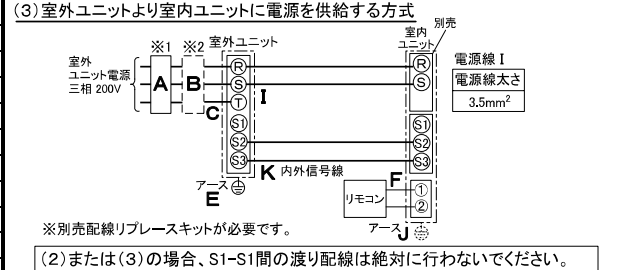 (3)室外ユニットより室内ユニットに電源を供給する方式
別売
※1 ※2 室外ユニット
室内
ユニット
室外
ユニット電源
三相 200V
A B C
R
S
T
S1
S2
S3
I
R
S
S1
S2
S3
電源線 I
電源線太さ
3.5mm²
K 内外信号線
アース
E
リモコン
F
①
②
アース J
※別売配線リプレースキットが必要です。
(2)または(3)の場合、S1-S1間の渡り配線は絶対に行わないでください。